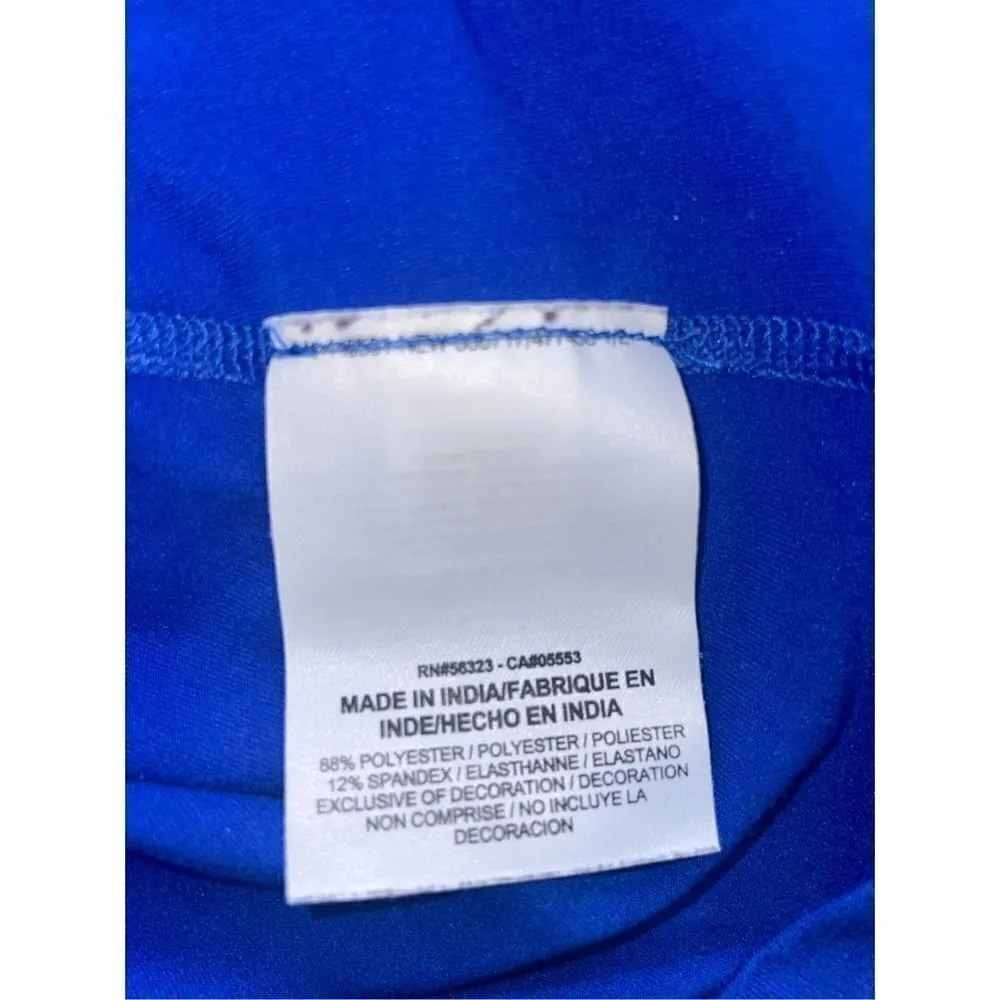 RN#56323 - CA#05553
MADE IN INDIA/FABRIQUE EN
INDE/HECHO EN INDIA
88% POLYESTER / POLYESTER / POLIESTER
12% SPANDEX / ELASTHANNE / ELASTANO
EXCLUSIVE OF DECORATION / DECORATION
NON COMPRISE / NO INCLUYE LA
DECORACION